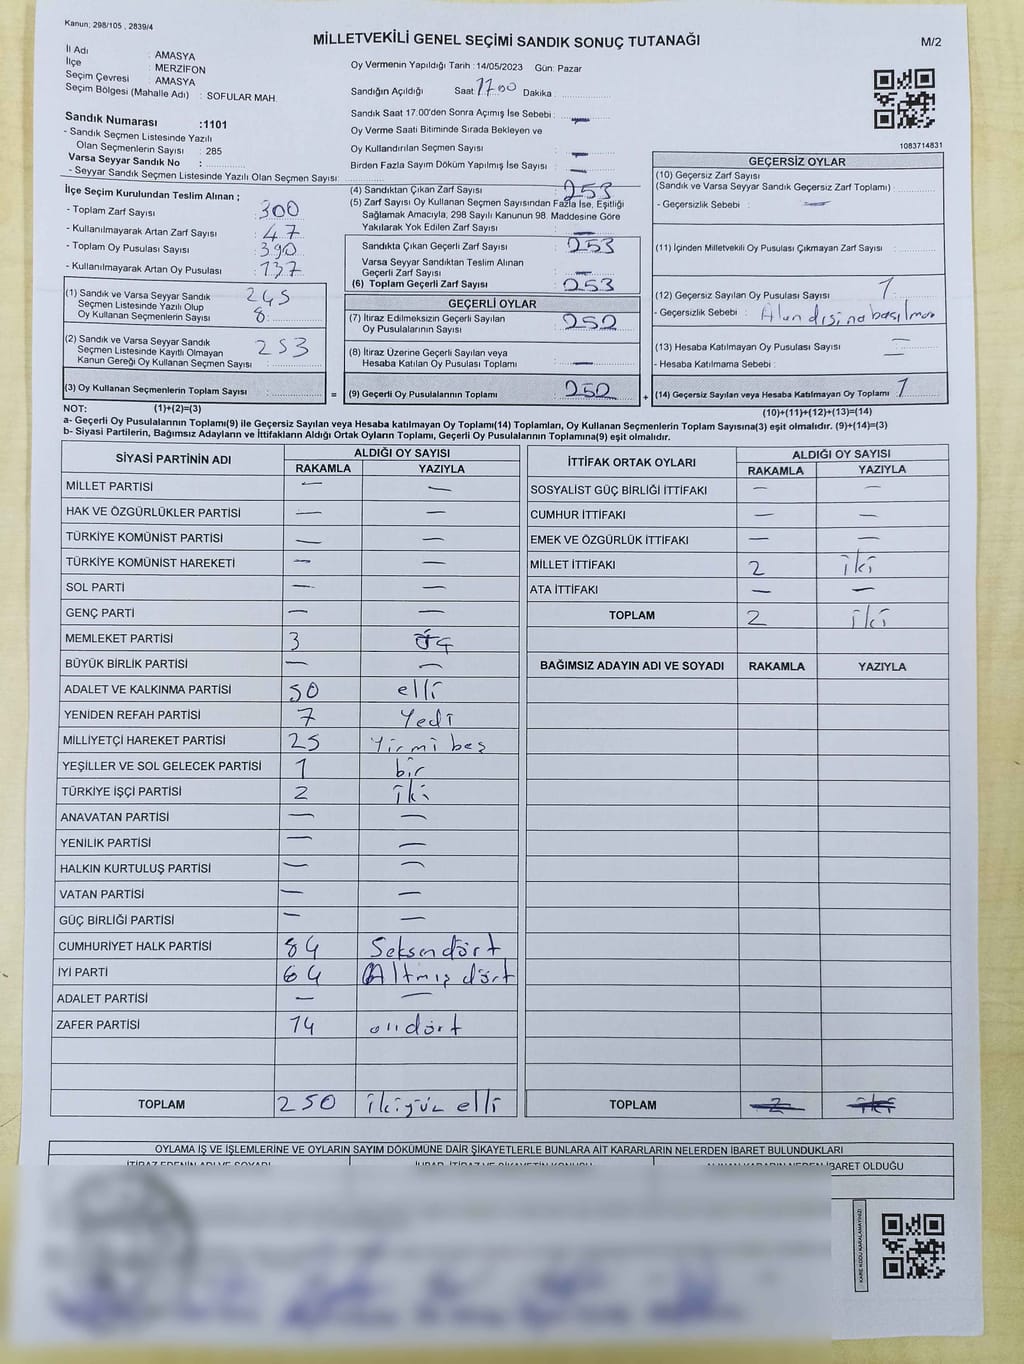 Kanun; 298/105 , 2839/4
MİLLETVEKİLİ GENEL SEÇİMİ SANDIK SONUÇ TUTANAĞI
M/2
İl Adı : AMASYA
İlçe : MERZİFON
Seçim Çevresi : AMASYA
Seçim Bölgesi (Mahalle Adı) : SOFULAR MAH.
Sandık Numarası :1101
- Sandık Seçmen Listesinde Yazılı
Olan Seçmenlerin Sayısı : 285
Varsa Seyyar Sandık No :
- Seyyar Sandık Seçmen Listesinde Yazılı Olan Seçmen Sayısı:
Oy Vermenin Yapıldığı Tarih : 14/05/2023 Gün: Pazar
Sandığın Açıldığı Saat 1700 Dakika
Sandık Saat 17.00'den Sonra Açımış İse Sebebi : —
Oy Verme Saati Bitiminde Sırada Bekleyen ve
Oy Kullandırılan Seçmen Sayısı : —
Birden Fazla Sayım Döküm Yapılmış İse Sayısı : —
1083714831
İlçe Seçim Kurulundan Teslim Alınan ;
- Toplam Zarf Sayısı : 300
- Kullanılmayarak Artan Zarf Sayısı : 47
- Toplam Oy Pusulası Sayısı : 390
- Kullanılmayarak Artan Oy Pusulası : 137
(4) Sandıktan Çıkan Zarf Sayısı : 253
(5) Zarf Sayısı Oy Kullanan Seçmen Sayısından Fazla İse, Eşitliği
Sağlamak Amacıyla, 298 Sayılı Kanunun 98. Maddesine Göre
Yakılarak Yok Edilen Zarf Sayısı : —
Sandıkta Çıkan Geçerli Zarf Sayısı : 253
Varsa Seyyar Sandıktan Teslim Alınan
Geçerli Zarf Sayısı : —
(6) Toplam Geçerli Zarf Sayısı : 253
GEÇERSİZ OYLAR
(10) Geçersiz Zarf Sayısı
(Sandık ve Varsa Seyyar Sandık Geçersiz Zarf Toplamı) :
- Geçersizlik Sebebi : —
(11) İçinden Milletvekili Oy Pusulası Çıkmayan Zarf Sayısı :
(12) Geçersiz Sayılan Oy Pusulası Sayısı : 1
- Geçersizlik Sebebi : Alan dışına basılması
(13) Hesaba Katılmayan Oy Pusulası Sayısı : —
- Hesaba Katılmama Sebebi : —
(14) Geçersiz Sayılan veya Hesaba Katılmayan Oy Toplamı : 1
(10)+(11)+(12)+(13)=(14)
(1) Sandık ve Varsa Seyyar Sandık
Seçmen Listesinde Yazılı Olup
Oy Kullanan Seçmenlerin Sayısı : 245
8
(2) Sandık ve Varsa Seyyar Sandık
Seçmen Listesinde Kayıtlı Olmayan
Kanun Gereği Oy Kullanan Seçmen Sayısı : 253
(3) Oy Kullanan Seçmenlerin Toplam Sayısı :
=
GEÇERLİ OYLAR
(7) İtiraz Edilmeksizin Geçerli Sayılan
Oy Pusulalarının Sayısı : 252
(8) İtiraz Üzerine Geçerli Sayılan veya
Hesaba Katılan Oy Pusulası Toplamı : —
(9) Geçerli Oy Pusulalarının Toplamı : 252
+
NOT: (1)+(2)=(3)
a- Geçerli Oy Pusulalarının Toplamı(9) ile Geçersiz Sayılan veya Hesaba katılmayan Oy Toplamı(14) Toplamları, Oy Kullanan Seçmenlerin Toplam Sayısına(3) eşit olmalıdır. (9)+(14)=(3)
b- Siyasi Partilerin, Bağımsız Adayların ve İttifakların Aldığı Ortak Oyların Toplamı, Geçerli Oy Pusulalarının Toplamına(9) eşit olmalıdır.
SİYASİ PARTİNİN ADI ALDIĞI OY SAYISI
RAKAMLA YAZIYLA
MİLLET PARTİSİ — —
HAK VE ÖZGÜRLÜKLER PARTİSİ — —
TÜRKİYE KOMÜNİST PARTİSİ — —
TÜRKİYE KOMÜNİST HAREKETİ — —
SOL PARTİ — —
GENÇ PARTİ — —
MEMLEKET PARTİSİ 3 üç
BÜYÜK BİRLİK PARTİSİ — —
ADALET VE KALKINMA PARTİSİ 50 elli
YENİDEN REFAH PARTİSİ 7 Yedi
MİLLİYETÇİ HAREKET PARTİSİ 25 Yirmi beş
YEŞİLLER VE SOL GELECEK PARTİSİ 1 bir
TÜRKİYE İŞÇİ PARTİSİ 2 iki
ANAVATAN PARTİSİ — —
YENİLİK PARTİSİ — —
HALKIN KURTULUŞ PARTİSİ — —
VATAN PARTİSİ — —
GÜÇ BİRLİĞİ PARTİSİ — —
CUMHURİYET HALK PARTİSİ 84 Seksendört
İYİ PARTİ 64 Altmış dört
ADALET PARTİSİ — —
ZAFER PARTİSİ 14 ondört
TOPLAM 250 ikiyüz elli
İTTİFAK ORTAK OYLARI ALDIĞI OY SAYISI
RAKAMLA YAZIYLA
SOSYALİST GÜÇ BİRLİĞİ İTTİFAKI — —
CUMHUR İTTİFAKI — —
EMEK VE ÖZGÜRLÜK İTTİFAKI — —
MİLLET İTTİFAKI 2 iki
ATA İTTİFAKI — —
TOPLAM 2 iki
BAĞIMSIZ ADAYIN ADI VE SOYADI RAKAMLA YAZIYLA
TOPLAM 2 iki
OYLAMA İŞ VE İŞLEMLERİNE VE OYLARIN SAYIM DÖKÜMÜNE DAİR ŞİKAYETLERLE BUNLARA AİT KARARLARIN NELERDEN İBARET BULUNDUKLARI
İBARET OLDUĞU
KARE KODU KARALAMAYINIZ!